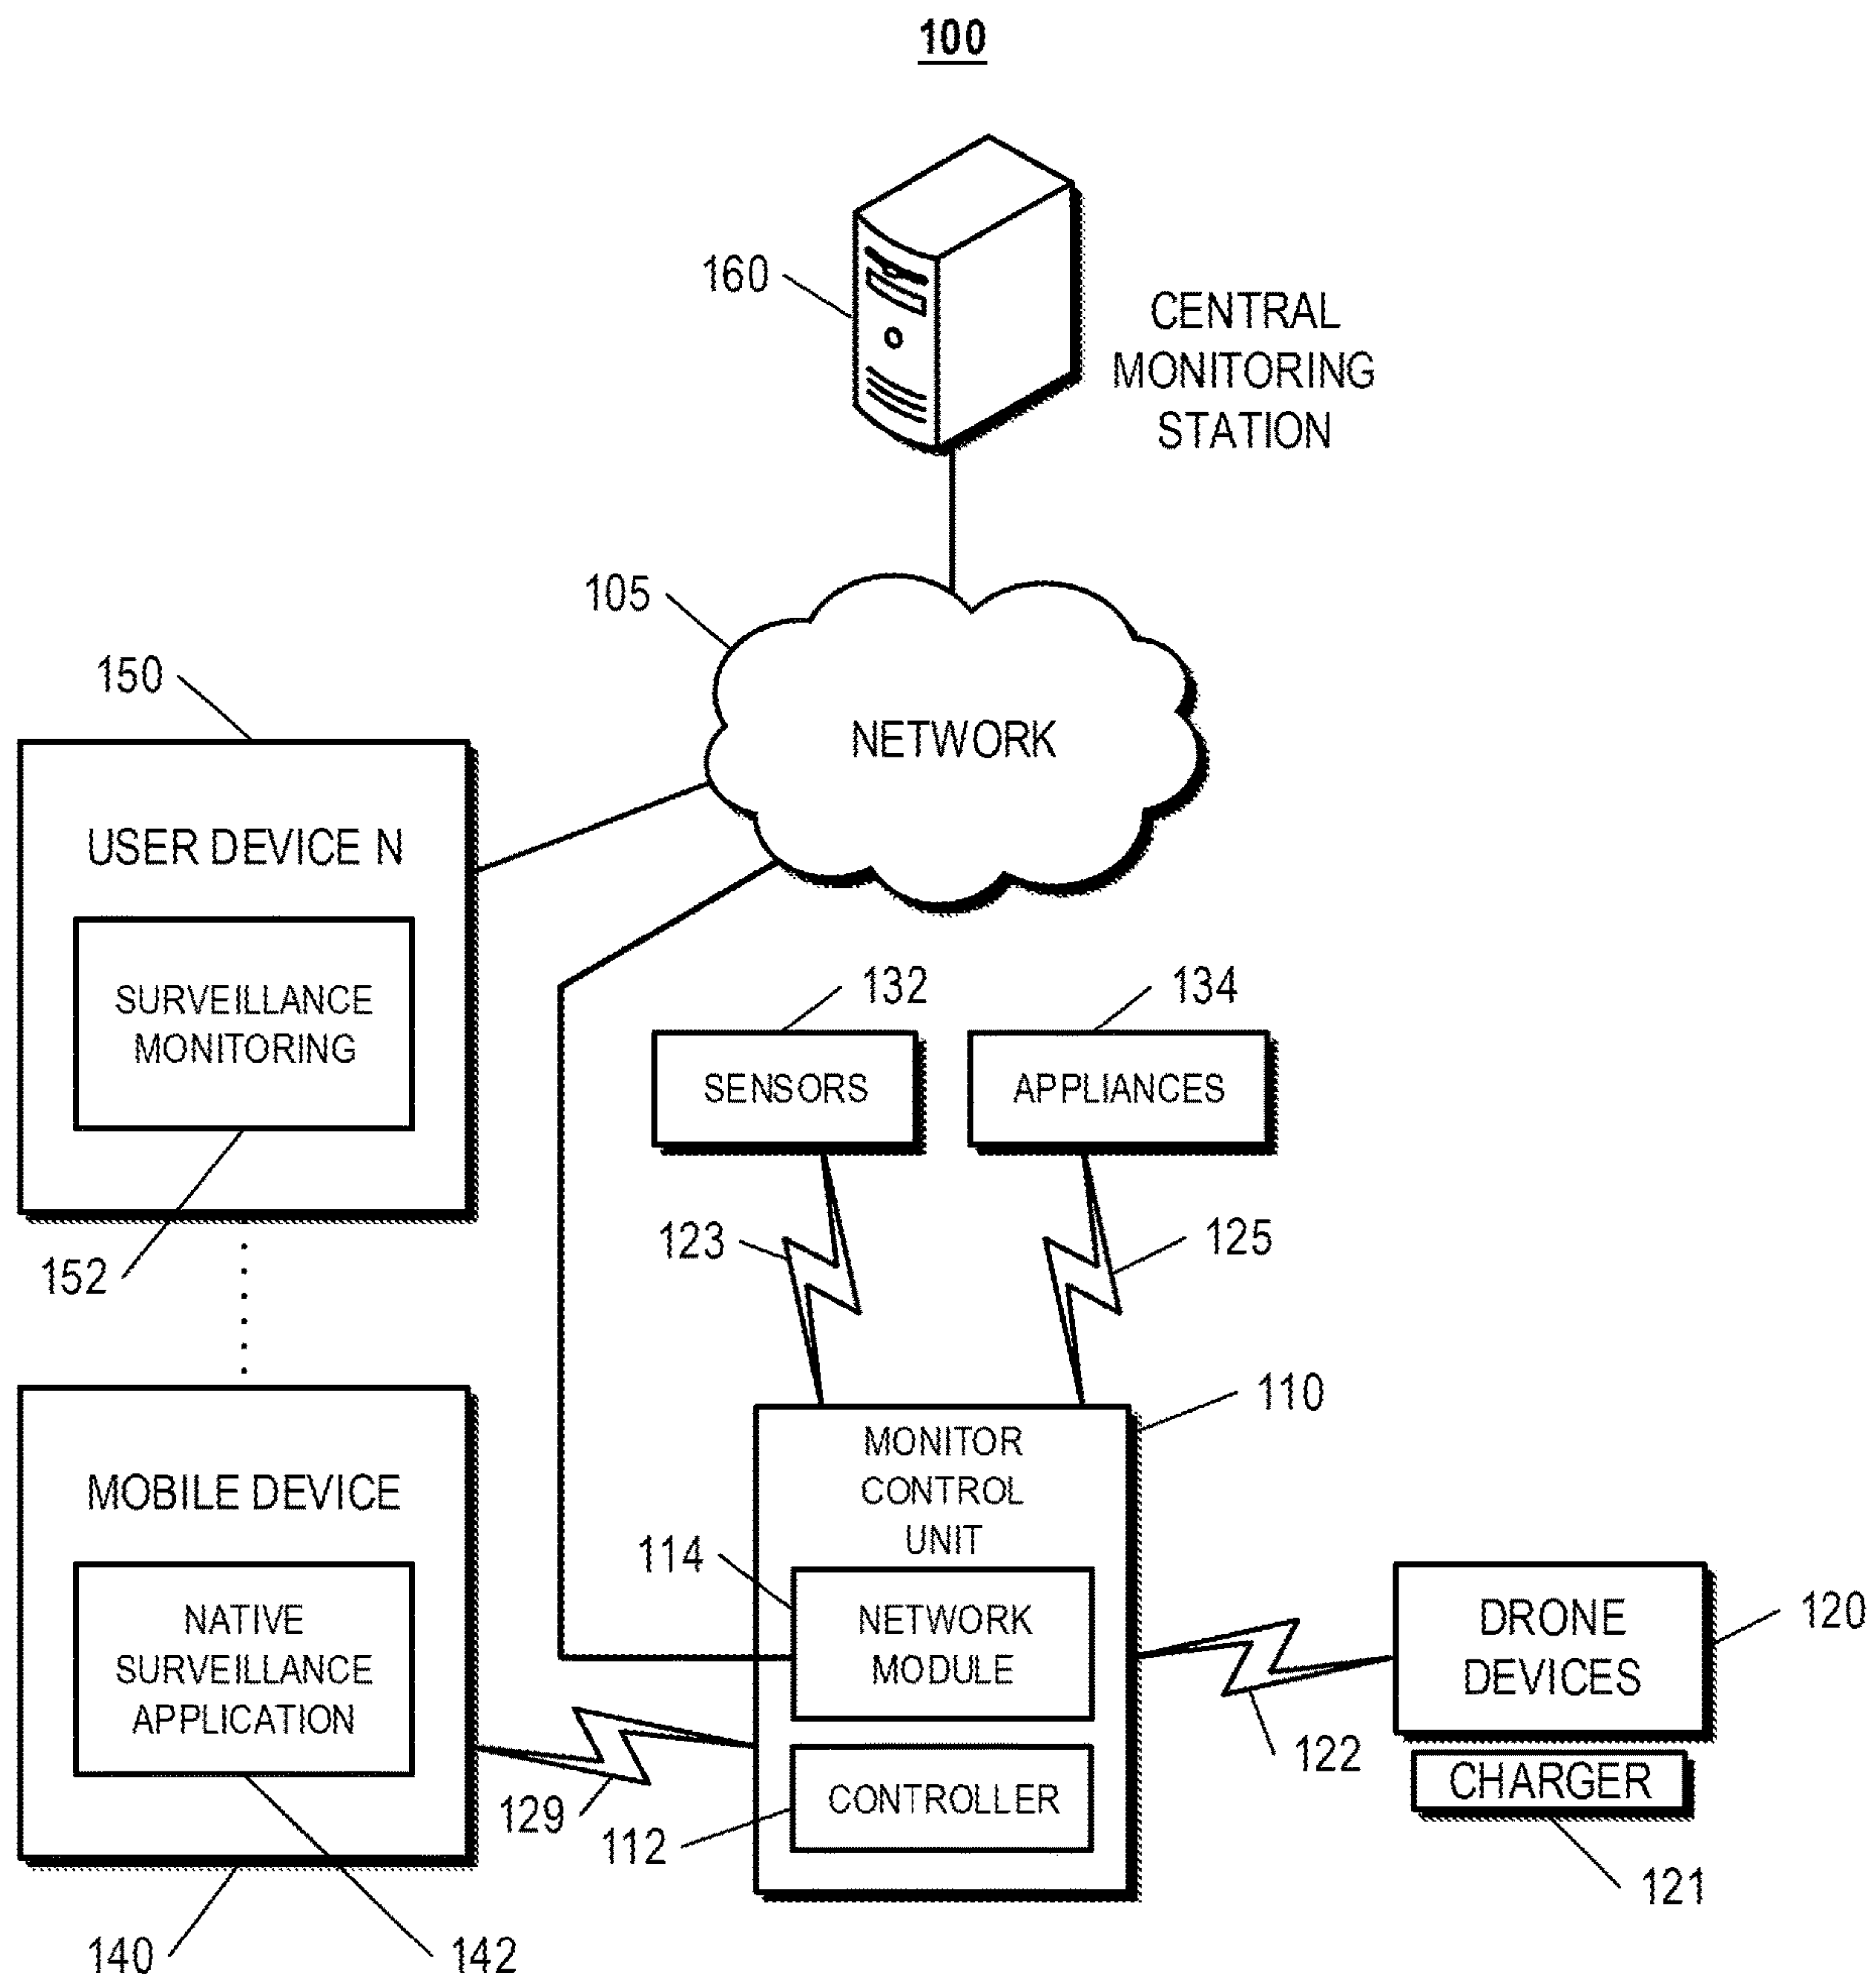 100
160
CENTRAL
MONITORING
STATION
105
NETWORK
150
USER DEVICE N
SURVEILLANCE
MONITORING
152
132
SENSORS
134
APPLIANCES
123
125
110
MONITOR
CONTROL
UNIT
114
NETWORK
MODULE
CONTROLLER
112
MOBILE DEVICE
NATIVE
SURVEILLANCE
APPLICATION
129
140
142
DRONE
DEVICES
120
122
CHARGER
121